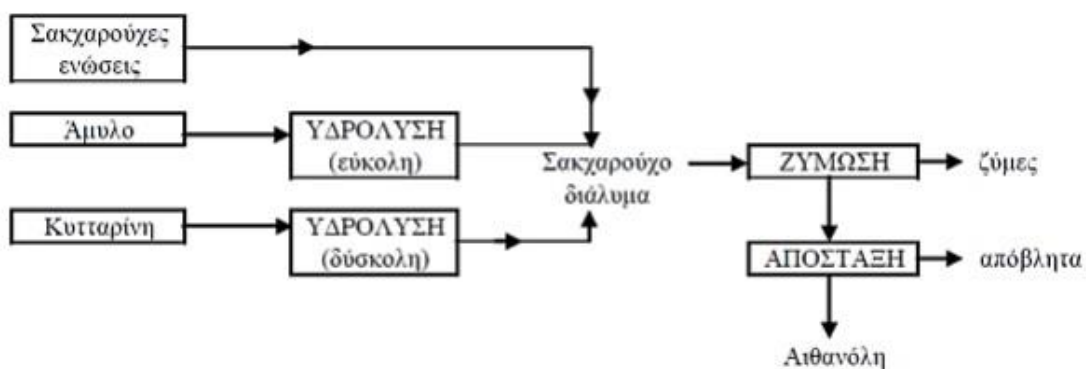 Σακχαρούχες
ενώσεις
Άμυλο
ΥΔΡΟΛΥΣΗ
(εύκολη)
Κυτταρίνη
ΥΔΡΟΛΥΣΗ
(δύσκολη)
Σακχαρούχο
διάλυμα
ΖΥΜΩΣΗ
ζύμες
ΑΠΟΣΤΑΞΗ
απόβλητα
Αιθανόλη